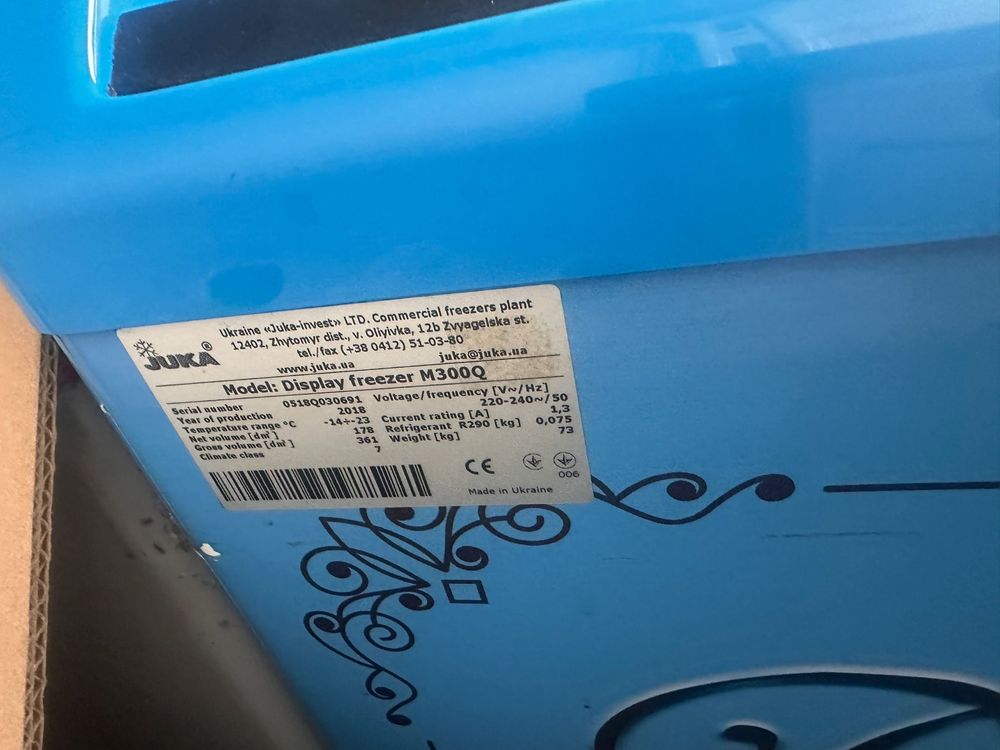 JUKA®
Ukraine «Juka-invest» LTD. Commercial freezers plant
12402, Zhytomyr dist., v. Oliyivka, 12b Zvyagelska st.
tel./fax (+38 0412) 51-03-80
www.juka.ua juka@juka.ua
Model: Display freezer M300Q
Serial number 0518Q030691
Year of production 2018
Temperature range °C -14÷-23
Net volume [dm³] 178
Gross volume [dm³] 361
Climate class 7
Voltage/frequency [V~/Hz]
220-240~/50
Current rating [A] 1,3
Refrigerant R290 [kg] 0,075
Weight [kg] 73
CE
006
Made in Ukraine